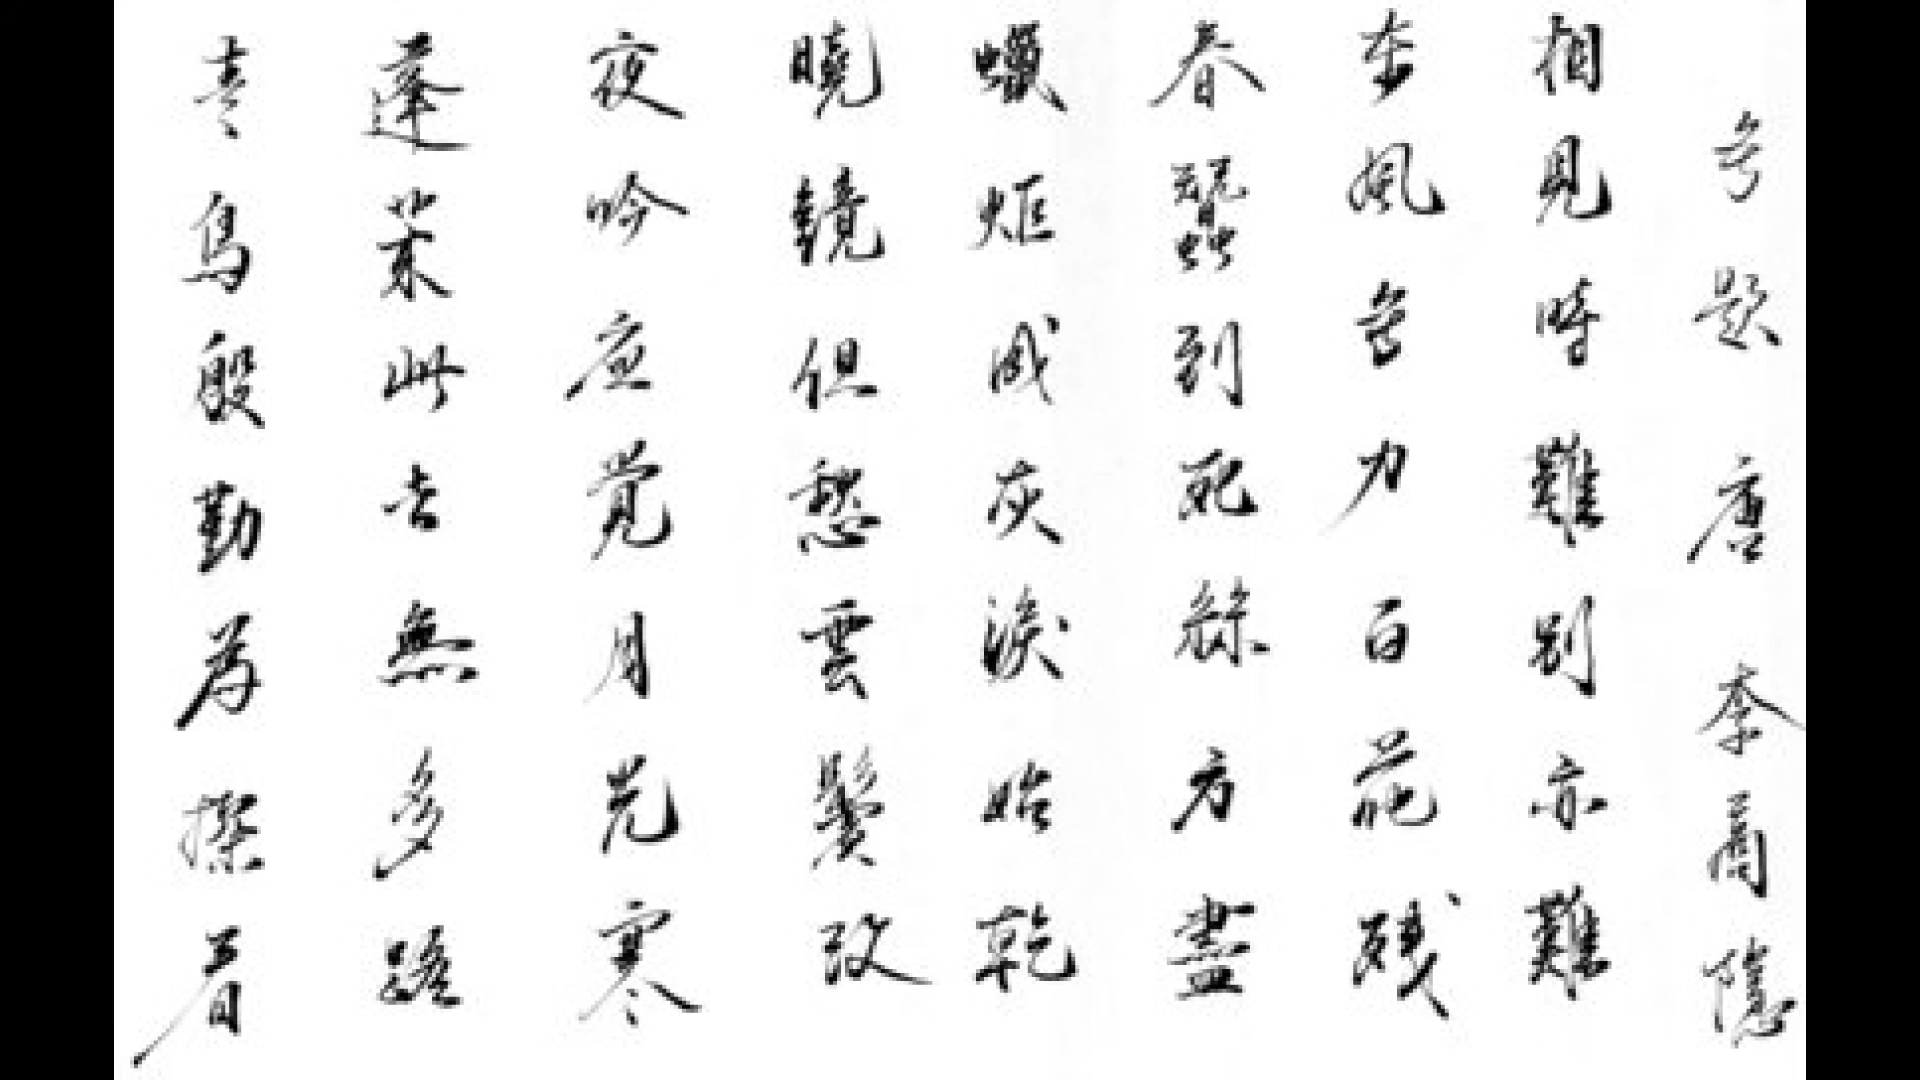 無題 唐 李商隱
相見時難別亦難
東風無力百花殘
春蠶到死絲方盡
蠟炬成灰淚始乾
曉鏡但愁雲鬢改
夜吟應覺月光寒
蓬萊此去無多路
青鳥殷勤為探看